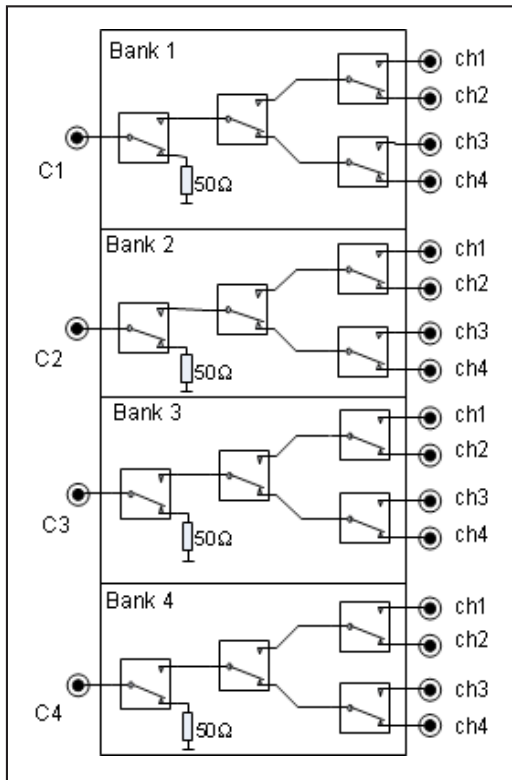 Bank 1
ch1
ch2
C1
ch3
50Ω
ch4
Bank 2
ch1
ch2
C2
ch3
50Ω
ch4
Bank 3
ch1
ch2
C3
ch3
50Ω
ch4
Bank 4
ch1
ch2
C4
ch3
50Ω
ch4